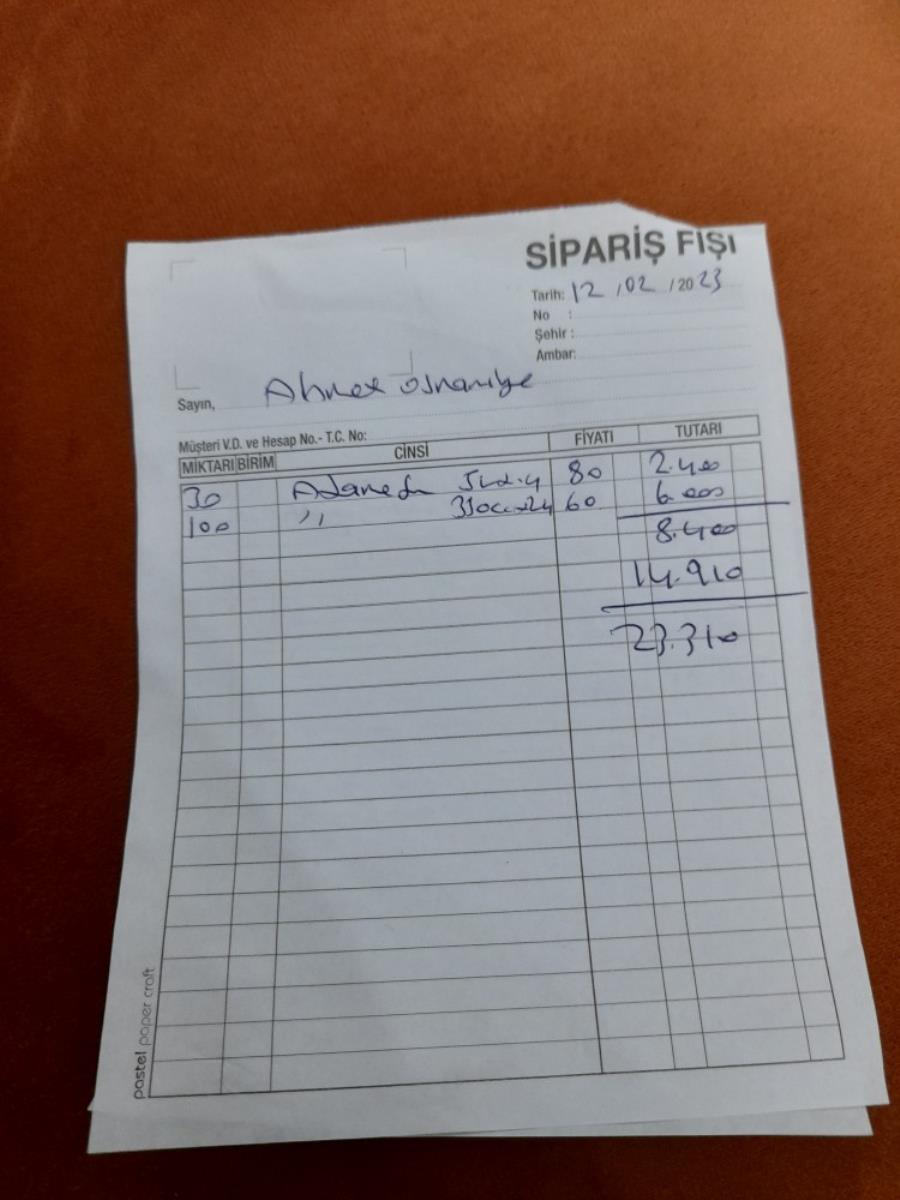 SİPARİŞ FİŞİ
Tarih: 12 / 02 / 2023
No :
Şehir :
Ambar:
Sayın, Ahmet Osmaniye
Müşteri V.D. ve Hesap No.- T.C. No:
MİKTARI BİRİM CİNSİ FİYATI TUTARI
30 80 2.400
100 " 60 6.000
8.400
14.910
23.310
pastel paper craft